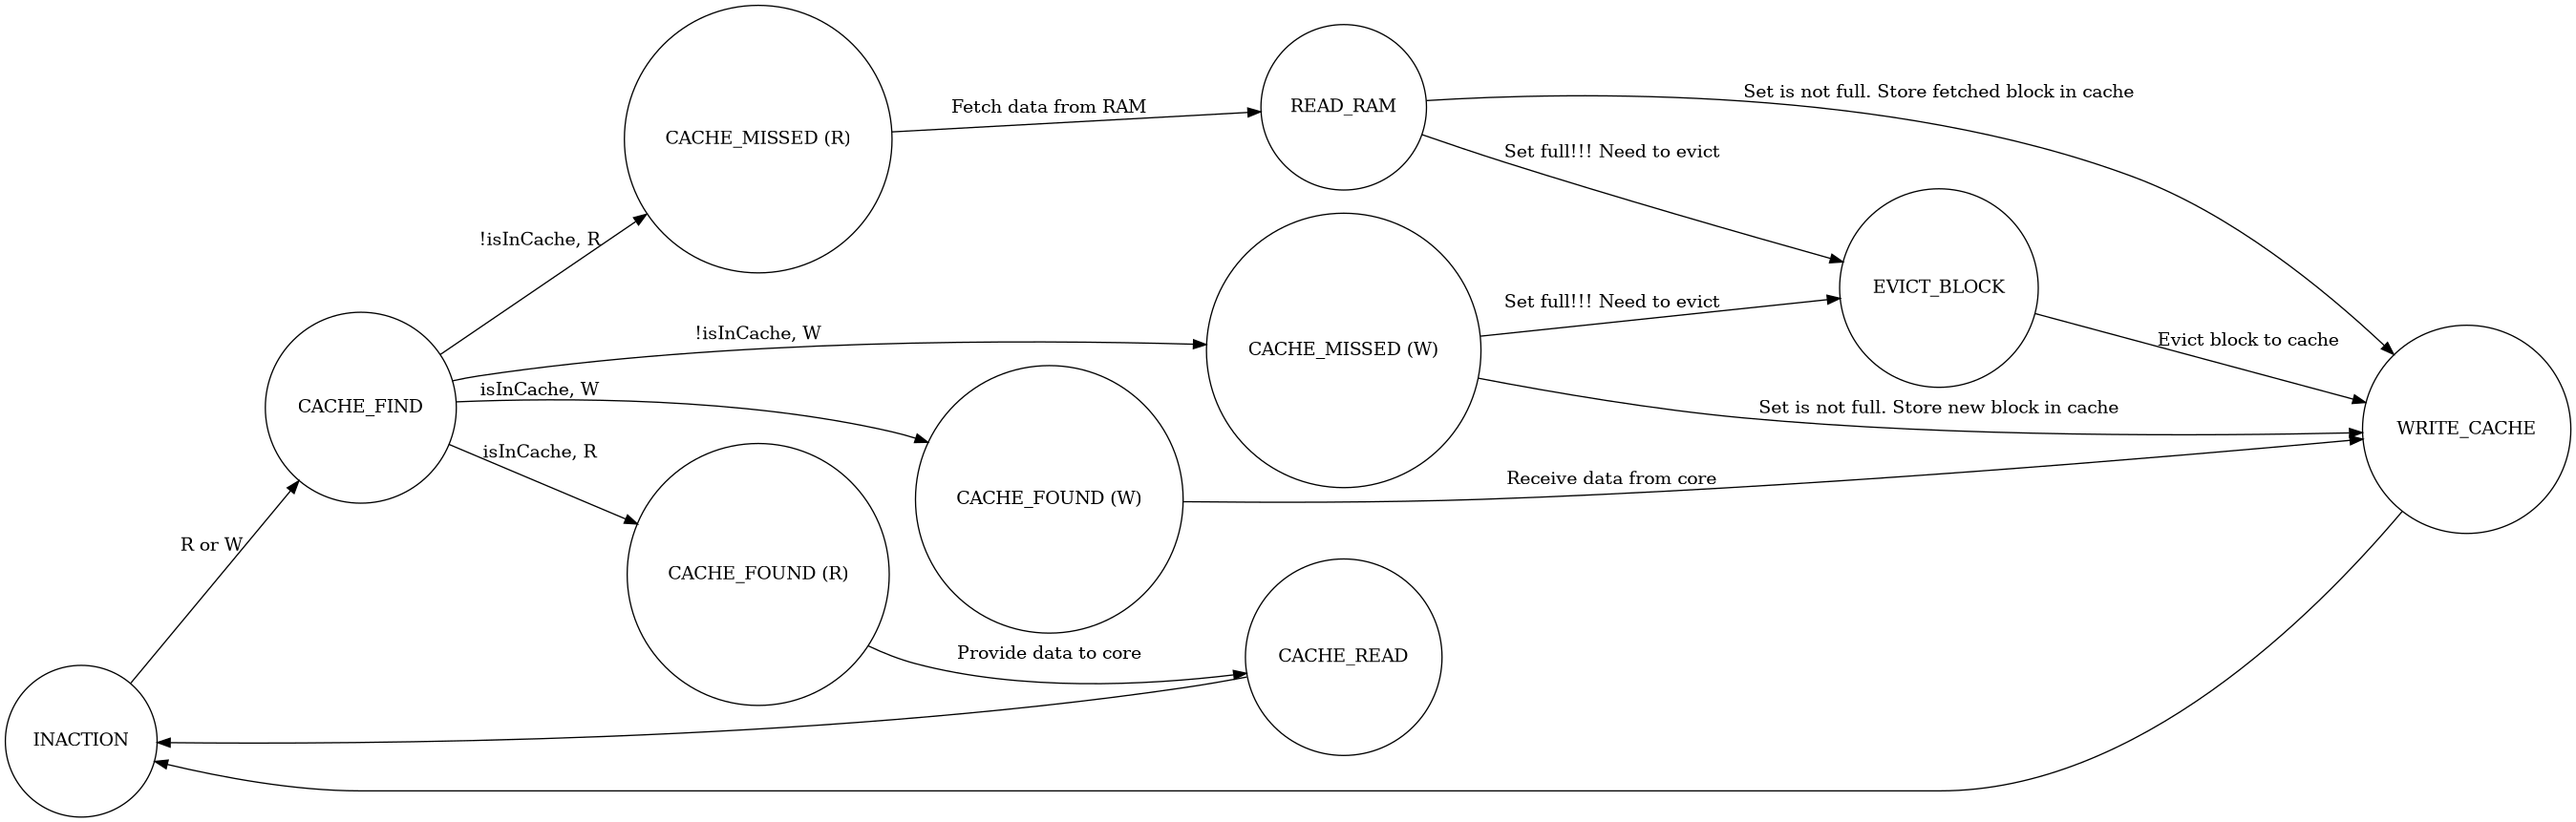 Set is not full. Store fetched block in cache
Fetch data from RAM
READ_RAM
CACHE_MISSED (R)
Set full!!! Need to evict
!isInCache, R
EVICT_BLOCK
Set full!!! Need to evict
!isInCache, W
Evict block to cache
CACHE_MISSED (W)
isInCache, W
CACHE_FIND
Set is not full. Store new block in cache
WRITE_CACHE
isInCache, R
Receive data from core
CACHE_FOUND (W)
R or W
CACHE_FOUND (R)
Provide data to core
CACHE_READ
INACTION